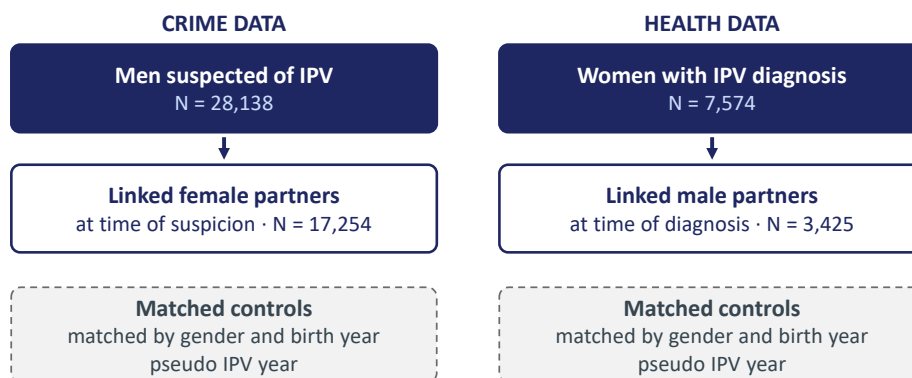 CRIME DATA
Men suspected of IPV
N = 28,138
Linked female partners
at time of suspicion · N = 17,254
Matched controls
matched by gender and birth year
pseudo IPV year
HEALTH DATA
Women with IPV diagnosis
N = 7,574
Linked male partners
at time of diagnosis · N = 3,425
Matched controls
matched by gender and birth year
pseudo IPV year